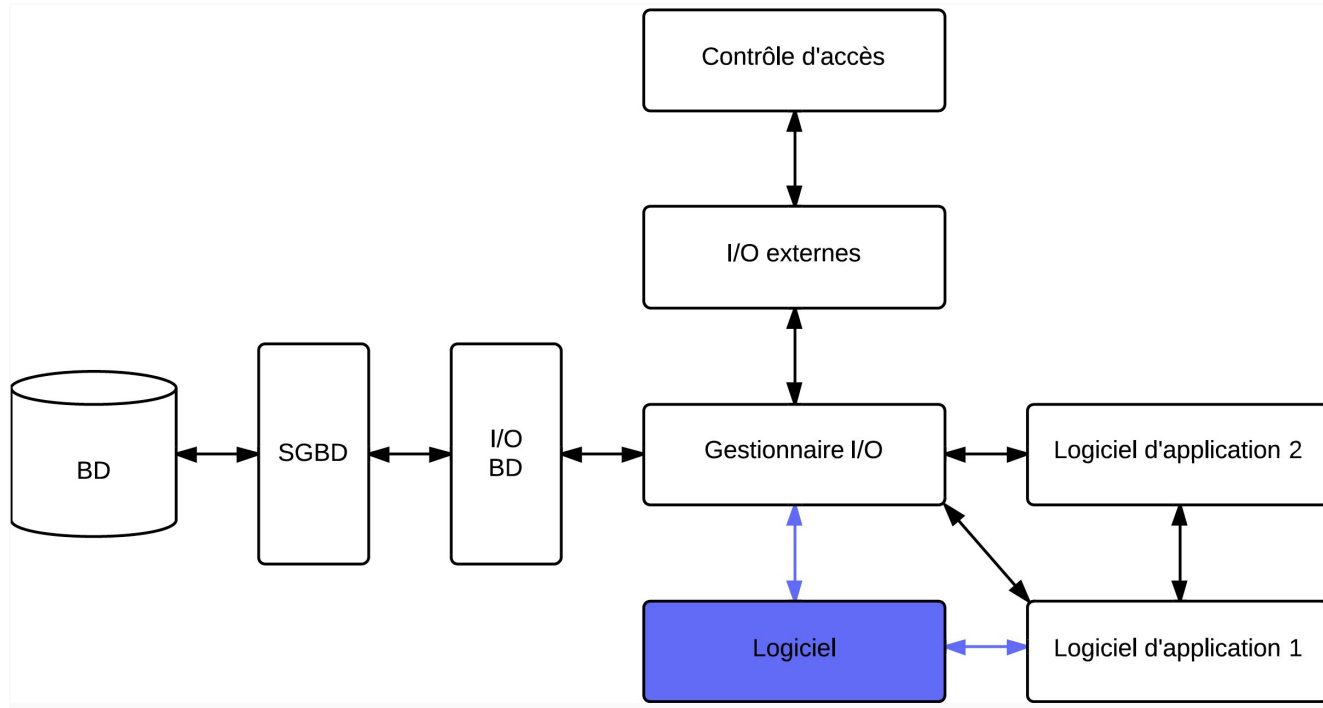 Contrôle d'accès
I/O externes
BD
SGBD
I/O
BD
Gestionnaire I/O
Logiciel d'application 2
Logiciel
Logiciel d'application 1